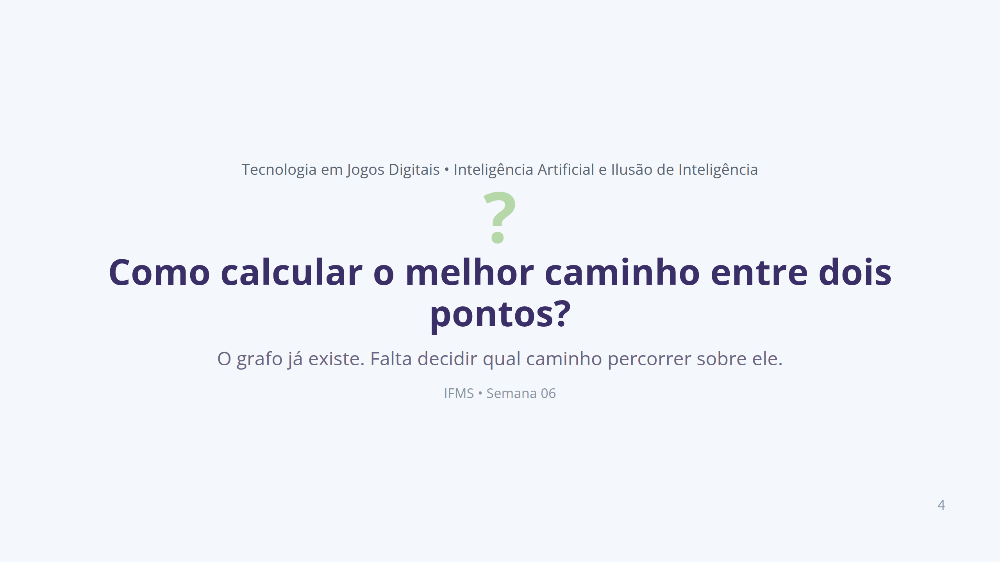 Tecnologia em Jogos Digitais • Inteligência Artificial e Ilusão de Inteligência
?
Como calcular o melhor caminho entre dois
pontos?
O grafo já existe. Falta decidir qual caminho percorrer sobre ele.
IFMS • Semana 06
4